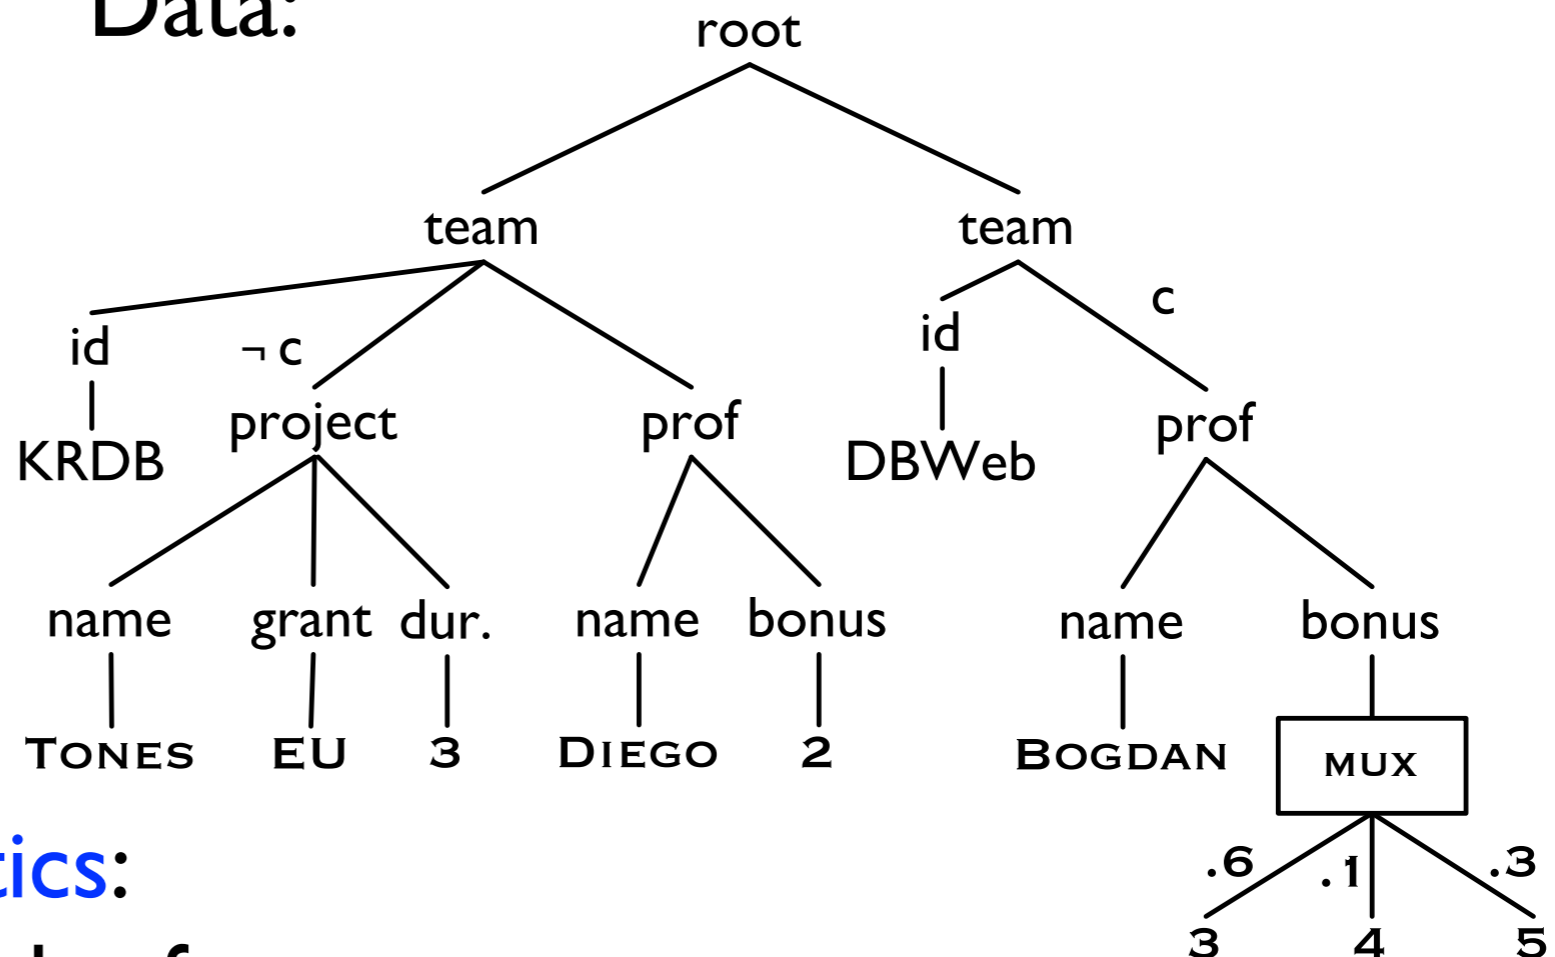 Data:
root
team team
c
id ¬ c id
project prof prof
KRDB DBWeb
name grant dur. name bonus name bonus
TONES EU 3 DIEGO 2 BOGDAN MUX
.6 .1 .3
tics:
3 4 5